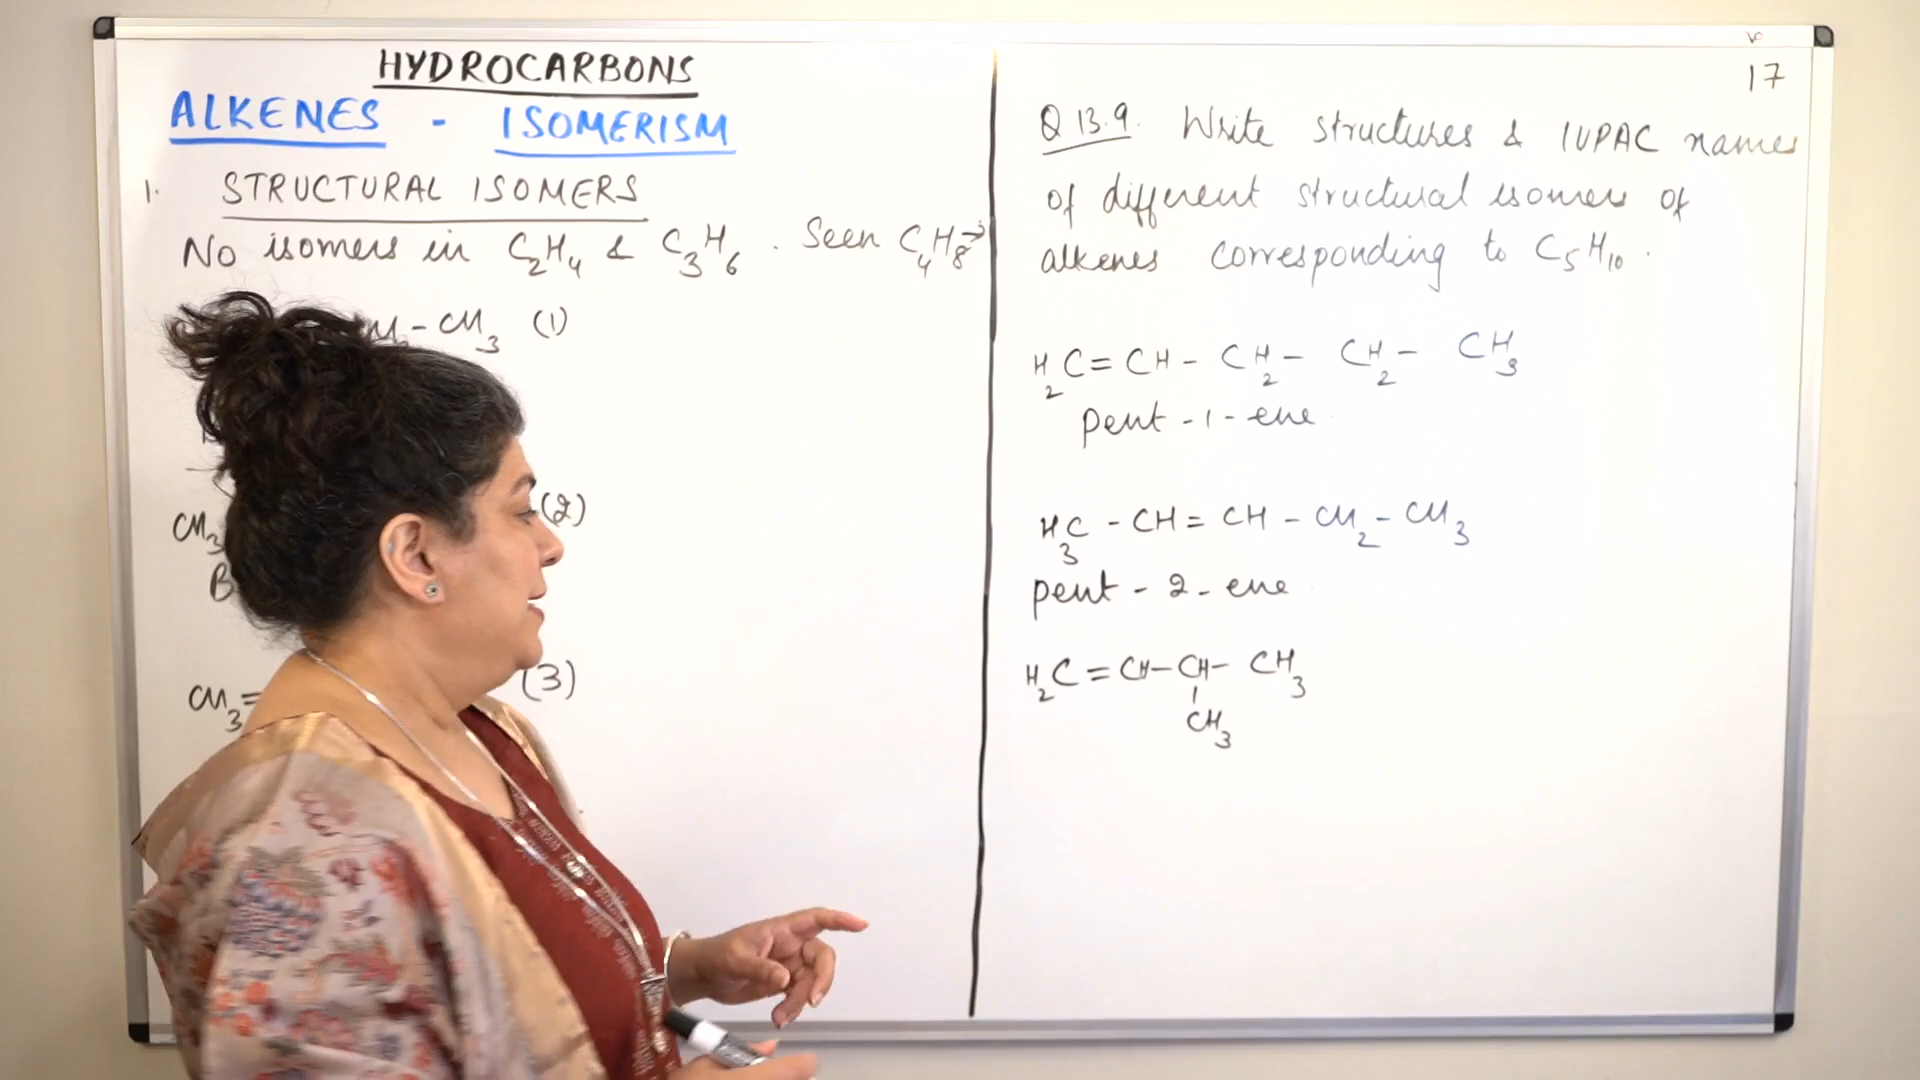 HYDROCARBONS
ALKENES - ISOMERISM
1. STRUCTURAL ISOMERS
No isomers in C2H4 & C3H6. Seen C4H8→
- CH3 (1)
CH3 (2)
B
CH3= (3)
17
Q 13.9. Write structures & IUPAC names
of different structural isomers of
alkenes corresponding to C5H10.
H2C = CH - CH2 - CH2 - CH3
pent - 1 - ene
H3C - CH = CH - CH2 - CH3
pent - 2 - ene
H2C = CH - CH - CH3
|
CH3